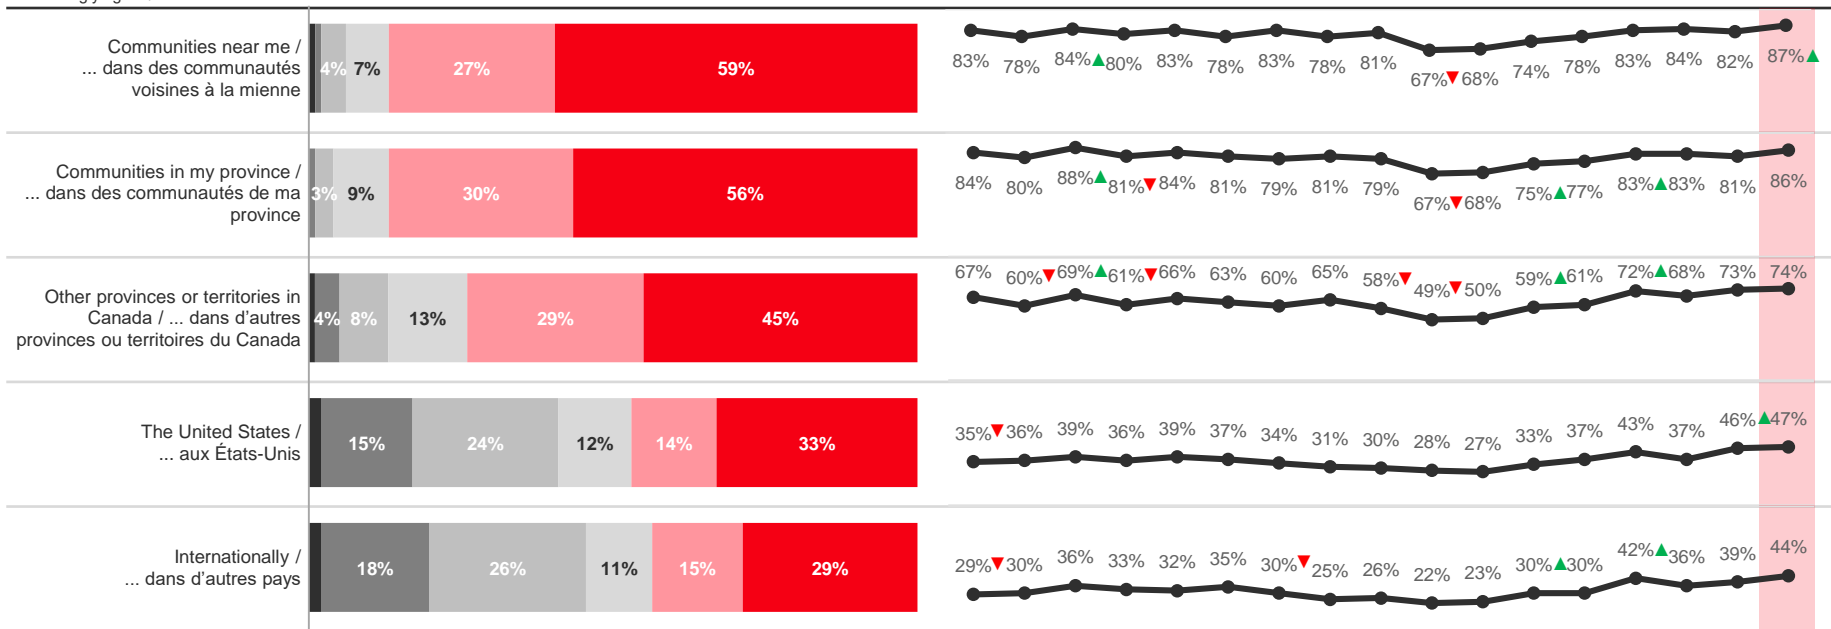 Communities near me /
... dans des communautés
voisines à la mienne
4% 7% 27% 59%
83% 78% 84% 80% 83% 78% 83% 78% 81% 67% 68% 74% 78% 83% 84% 82% 87%
Communities in my province /
... dans des communautés de ma
province
3% 9% 30% 56%
84% 80% 88% 81% 84% 81% 79% 81% 79% 67% 68% 75% 77% 83% 83% 81% 86%
Other provinces or territories in
Canada / ... dans d'autres
provinces ou territoires du Canada
4% 8% 13% 29% 45%
67% 60% 69% 61% 66% 63% 60% 65% 58% 49% 50% 59% 61% 72% 68% 73% 74%
The United States /
... aux États-Unis
15% 24% 12% 14% 33%
35% 36% 39% 36% 39% 37% 34% 31% 30% 28% 27% 33% 37% 43% 37% 46% 47%
Internationally /
... dans d'autres pays
18% 26% 11% 15% 29%
29% 30% 36% 33% 32% 35% 30% 25% 26% 22% 23% 30% 30% 42% 36% 39% 44%